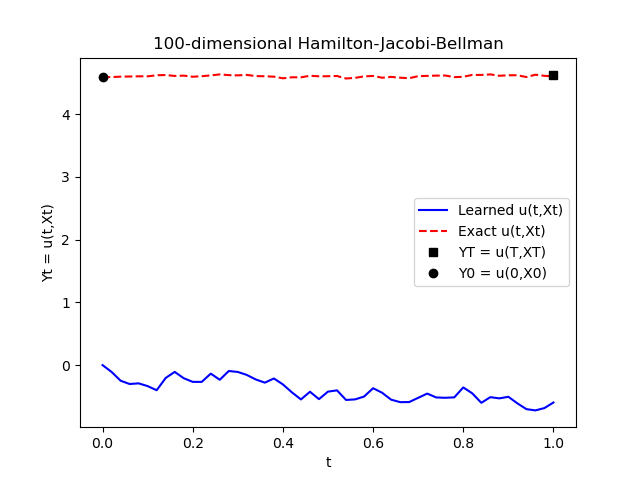 100-dimensional Hamilton-Jacobi-Bellman
Yt = u(t,Xt)
4
3
2
1
0
Learned u(t,Xt)
Exact u(t,Xt)
YT = u(T,XT)
Y0 = u(0,X0)
0.0 0.2 0.4 0.6 0.8 1.0
t